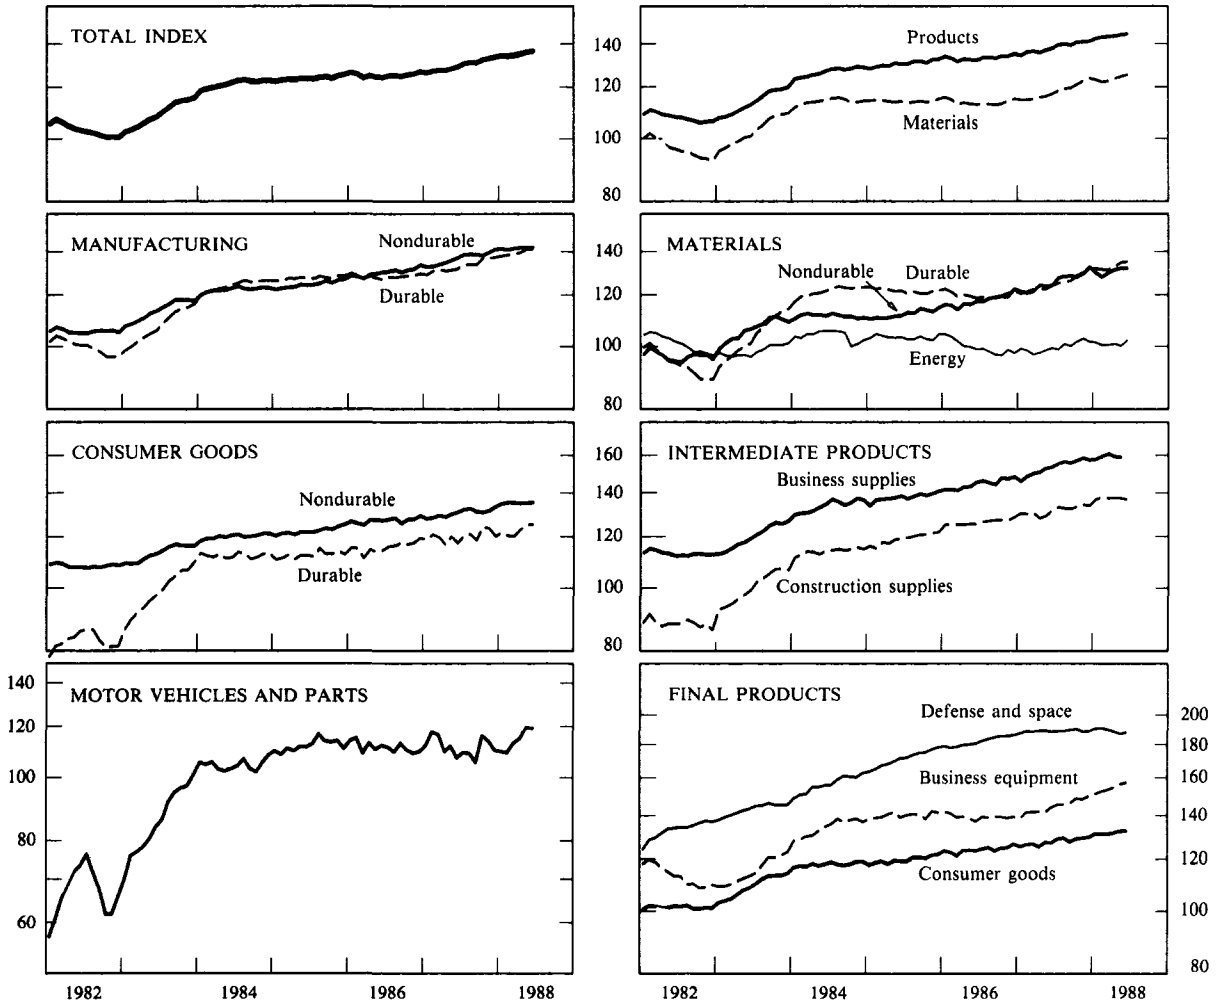 TOTAL INDEX
140
120
100
80
Products
Materials
MANUFACTURING
Nondurable
Durable
140
120
100
80
MATERIALS
Nondurable
Durable
Energy
CONSUMER GOODS
Nondurable
Durable
160
140
120
100
80
INTERMEDIATE PRODUCTS
Business supplies
Construction supplies
140
120
100
80
60
MOTOR VEHICLES AND PARTS
FINAL PRODUCTS
Defense and space
Business equipment
Consumer goods
200
180
160
140
120
100
80
1982 1984 1986 1988
1982 1984 1986 1988